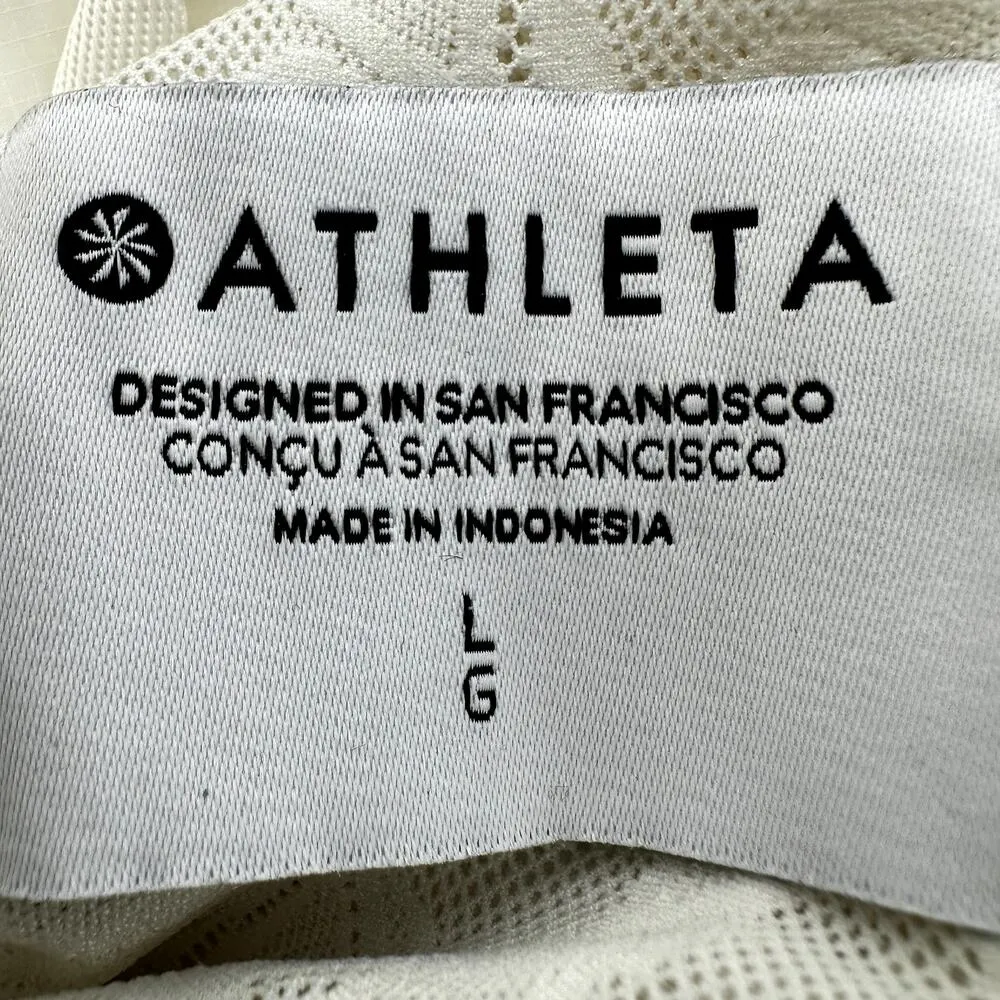 ATHLETA
DESIGNED IN SAN FRANCISCO
CONÇU À SAN FRANCISCO
MADE IN INDONESIA
L
G